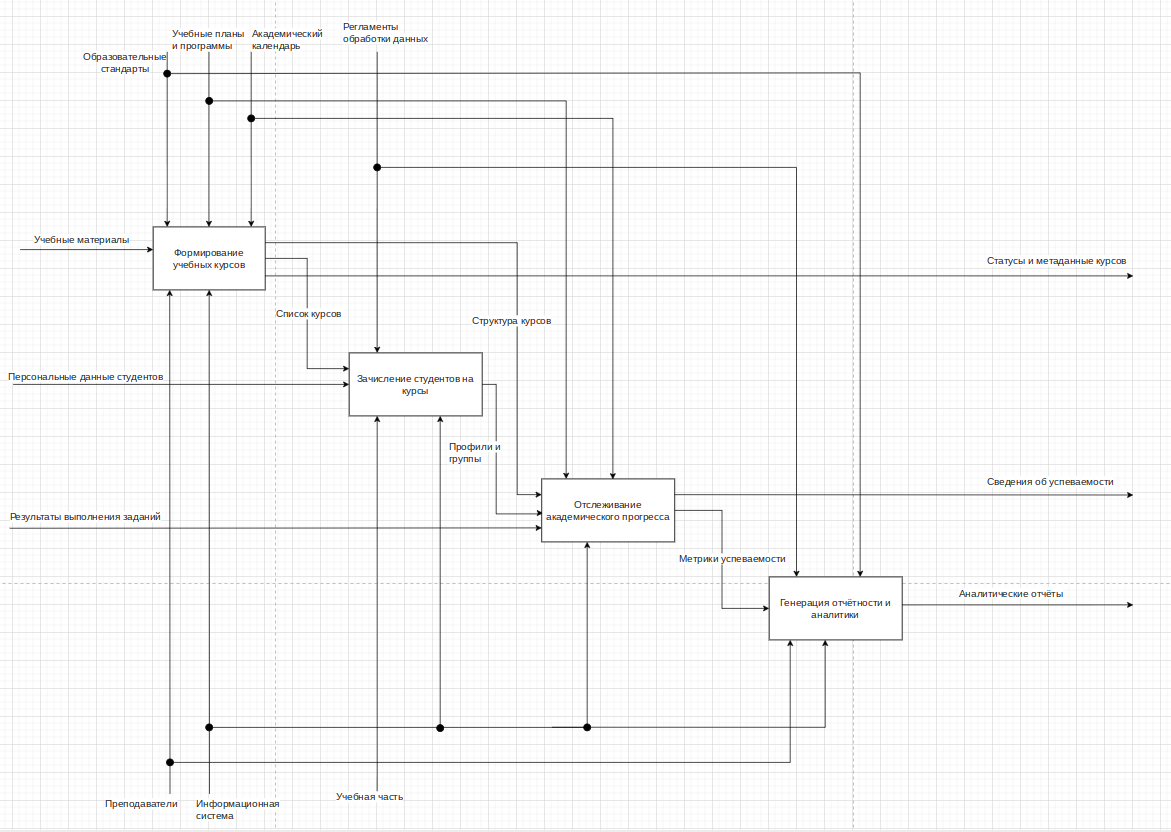 Регламенты
обработки данных
Учебные планы
и программы
Академический
календарь
Образовательные
стандарты
Учебные материалы
Формирование
учебных курсов
Статусы и метаданные курсов
Список курсов
Структура курсов
Персональные данные студентов
Зачисление студентов на
курсы
Профили и
группы
Сведения об успеваемости
Результаты выполнения заданий
Отслеживание
академического прогресса
Метрики успеваемости
Генерация отчётности и
аналитики
Аналитические отчёты
Преподаватели
Информационная
система
Учебная часть